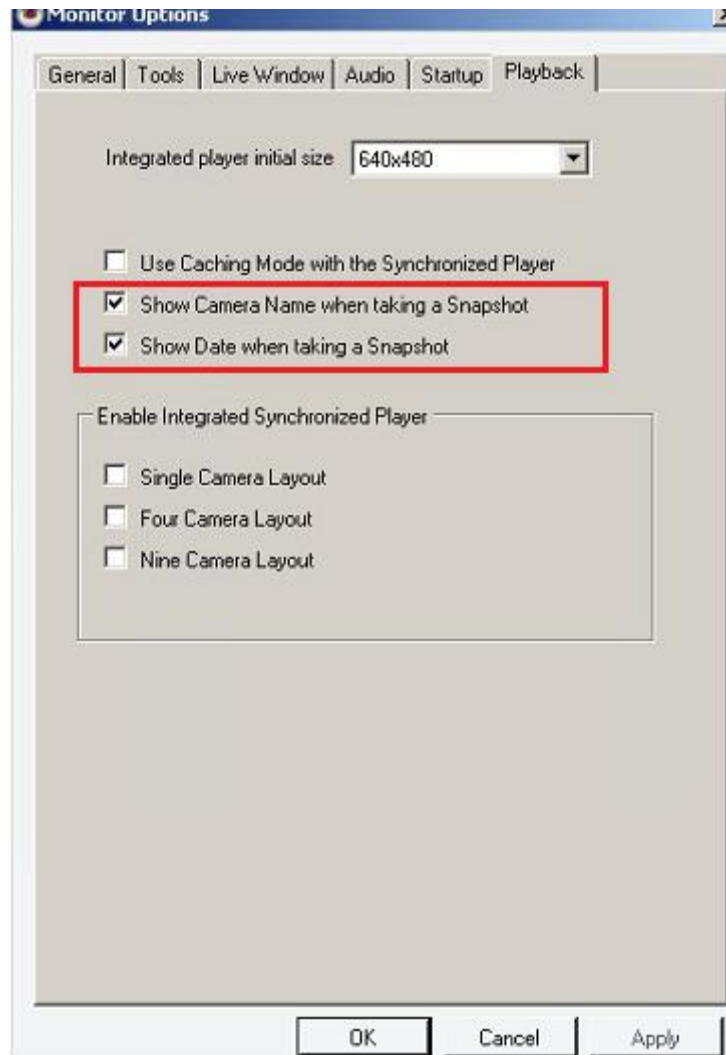 Monitor Options
General Tools Live Window Audio Startup Playback
Integrated player initial size 640x480
Use Caching Mode with the Synchronized Player
Show Camera Name when taking a Snapshot
Show Date when taking a Snapshot
Enable Integrated Synchronized Player
Single Camera Layout
Four Camera Layout
Nine Camera Layout
OK Cancel Apply